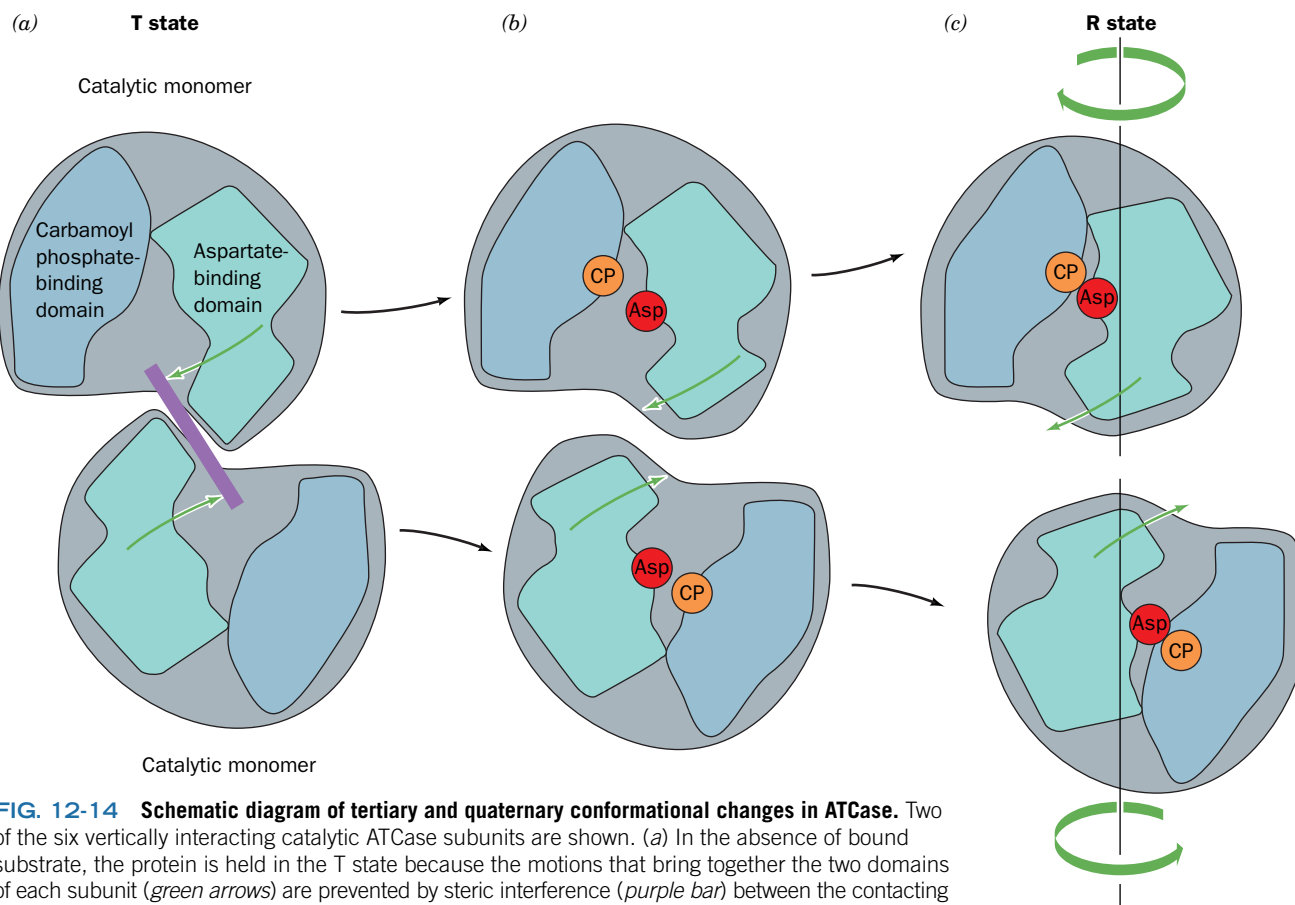 (a) T state
(b)
(c) R state
Catalytic monomer
Carbamoyl
phosphate-
binding
domain
Aspartate-
binding
domain
CP
Asp
CP
Asp
Asp
CP
Asp
CP
Catalytic monomer
FIG. 12-14 Schematic diagram of tertiary and quaternary conformational changes in ATCase. Two
of the six vertically interacting catalytic ATCase subunits are shown. (a) In the absence of bound
substrate, the protein is held in the T state because the motions that bring together the two domains
of each subunit (green arrows) are prevented by steric interference (purple bar) between the contacting